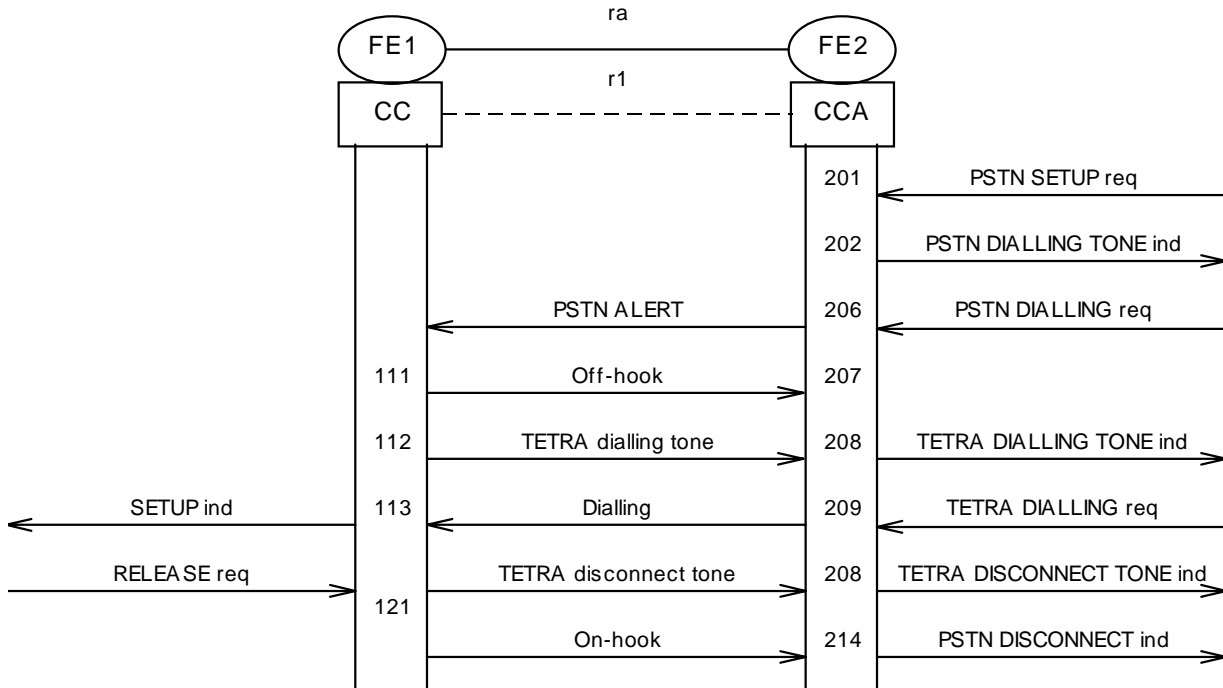 ra
FE1
FE2
r1
CC
CCA
201
PSTN SETUP req
202
PSTN DIALLING TONE ind
PSTN ALERT
206
PSTN DIALLING req
111
Off-hook
207
112
TETRA dialling tone
208
TETRA DIALLING TONE ind
SETUP ind
113
Dialling
209
TETRA DIALLING req
RELEASE req
TETRA disconnect tone
208
TETRA DISCONNECT TONE ind
121
On-hook
214
PSTN DISCONNECT ind